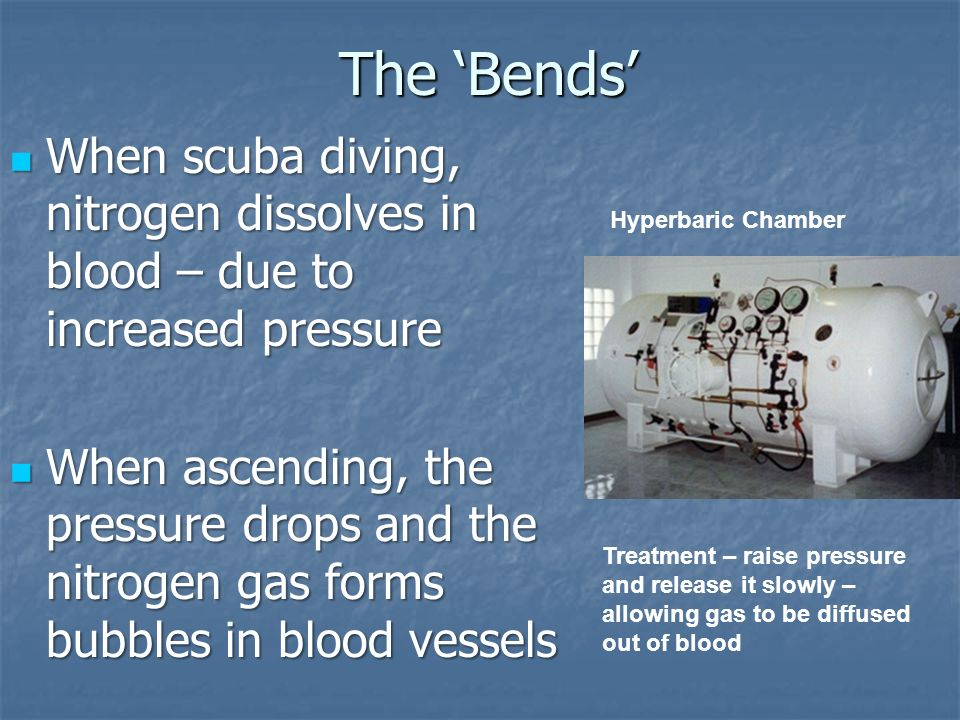 The ‘Bends’
When scuba diving,
nitrogen dissolves in
blood – due to
increased pressure
When ascending, the
pressure drops and the
nitrogen gas forms
bubbles in blood vessels
Hyperbaric Chamber
Treatment – raise pressure
and release it slowly –
allowing gas to be diffused
out of blood